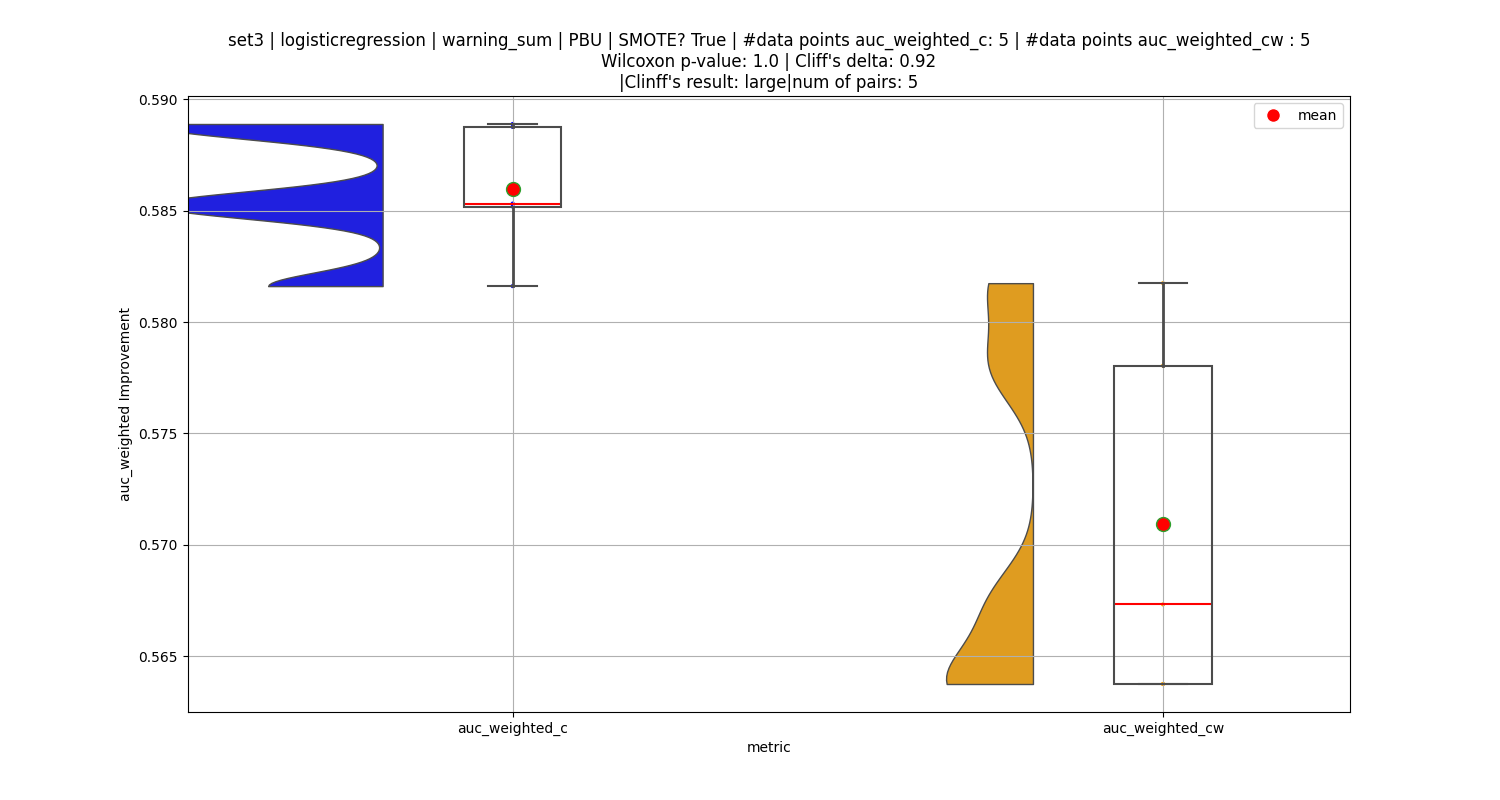 set3 | logisticregression | warning_sum | PBU | SMOTE? True | #data points auc_weighted_c: 5 | #data points auc_weighted_cw : 5
Wilcoxon p-value: 1.0 | Cliff's delta: 0.92
|Clinff's result: large|num of pairs: 5
mean
0.590
0.585
0.580
0.575
0.570
0.565
auc_weighted Improvement
auc_weighted_c
auc_weighted_cw
metric